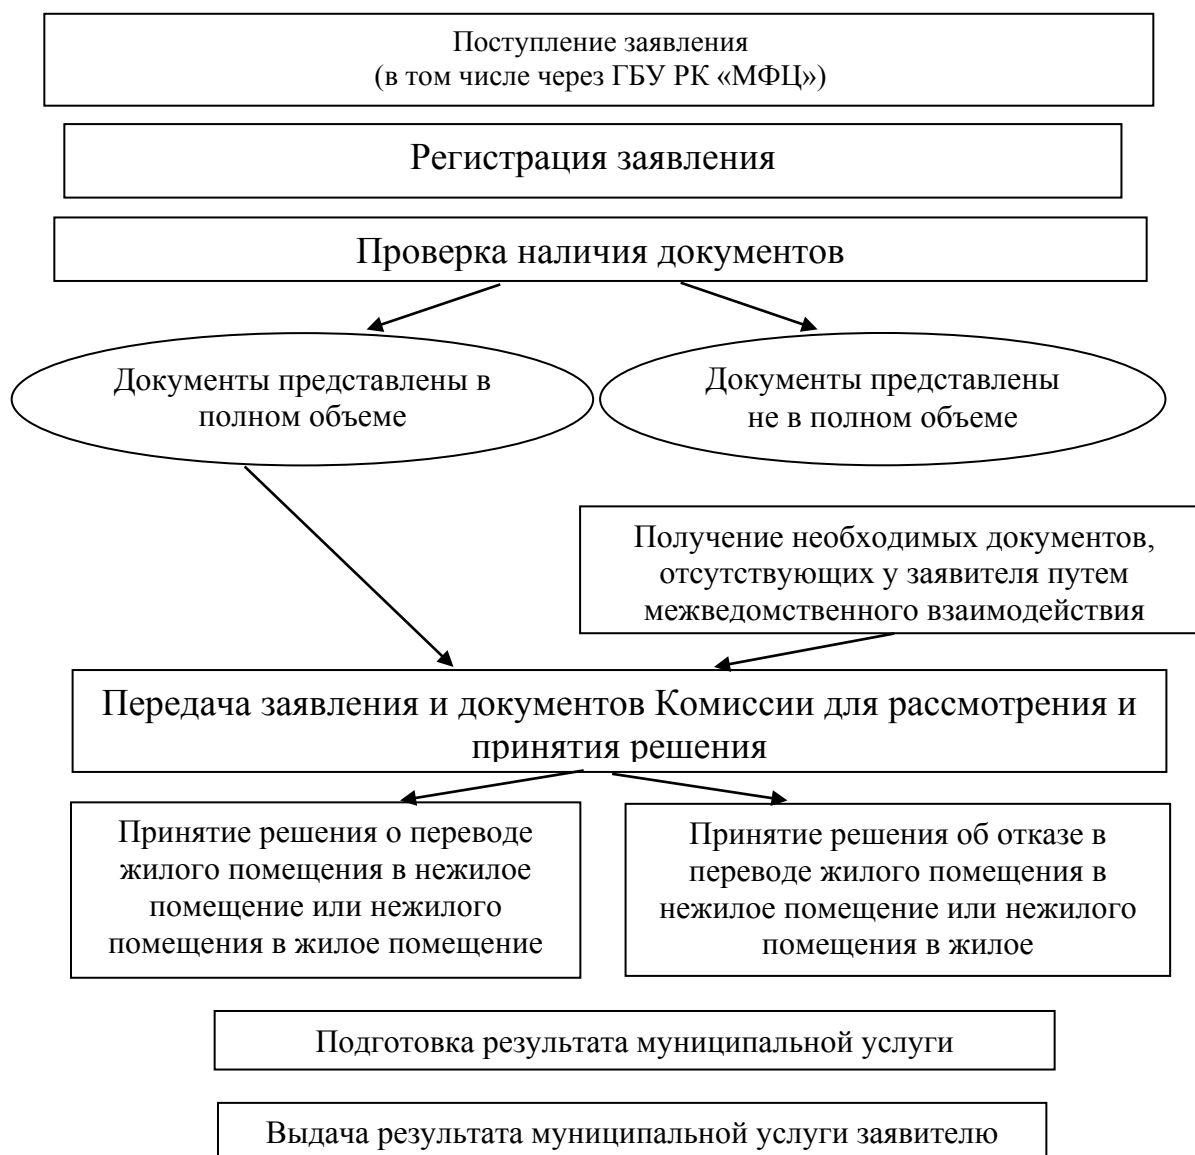 Поступление заявления
(в том числе через ГБУ РК «МФЦ»)
Регистрация заявления
Проверка наличия документов
Документы представлены в
полном объеме
Документы представлены
не в полном объеме
Получение необходимых документов,
отсутствующих у заявителя путем
межведомственного взаимодействия
Передача заявления и документов Комиссии для рассмотрения и
принятия решения
Принятие решения о переводе
жилого помещения в нежилое
помещение или нежилого
помещения в жилое помещение
Принятие решения об отказе в
переводе жилого помещения в
нежилое помещение или нежилого
помещения в жилое
Подготовка результата муниципальной услуги
Выдача результата муниципальной услуги заявителю